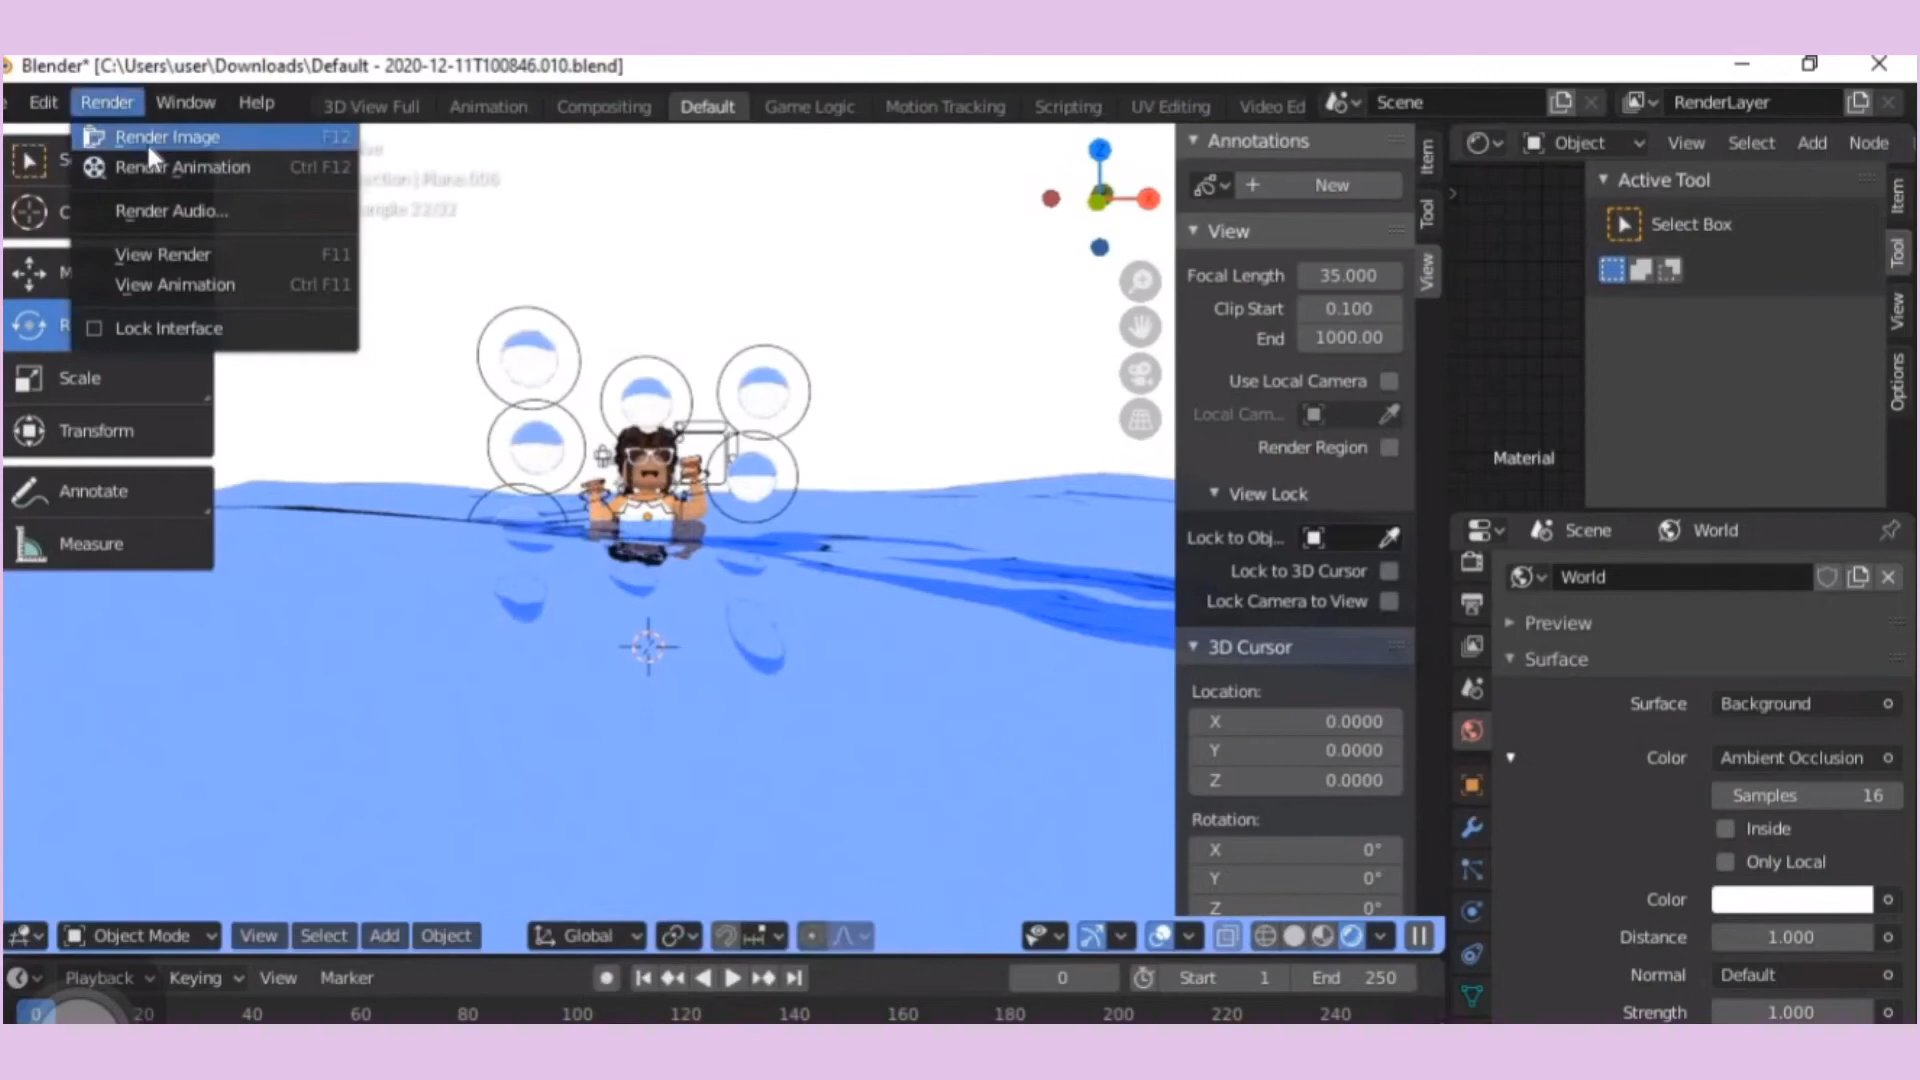 Blender* [C:\Users\user\Downloads\Default - 2020-12-11T100846.010.blend]
Edit Render Window Help 3D View Full Animation Compositing Default Game Logic Motion Tracking Scripting UV Editing Video Ed Scene RenderLayer
Render Image F12
Render Animation Ctrl F12
Render Audio...
View Render F11
View Animation Ctrl F11
Lock Interface
Plane.006
22/32
Scale
Transform
Annotate
Measure
Annotations
New
View
Focal Length 35.000
Clip Start 0.100
End 1000.00
Use Local Camera
Local Cam...
Render Region
View Lock
Lock to Obj...
Lock to 3D Cursor
Lock Camera to View
3D Cursor
Location:
X 0.0000
Y 0.0000
Z 0.0000
Rotation:
X 0°
Y 0°
Z 0°
Item
Tool
View
Object View Select Add Node
Active Tool
Select Box
Material
Item
Tool
View
Options
Scene World
World
Preview
Surface
Surface Background
Color Ambient Occlusion
Samples 16
Inside
Only Local
Color
Distance 1.000
Normal Default
Strength 1.000
Object Mode View Select Add Object Global
Playback Keying View Marker 0 Start 1 End 250
0 20 40 60 80 100 120 140 160 180 200 220 240
X
Z